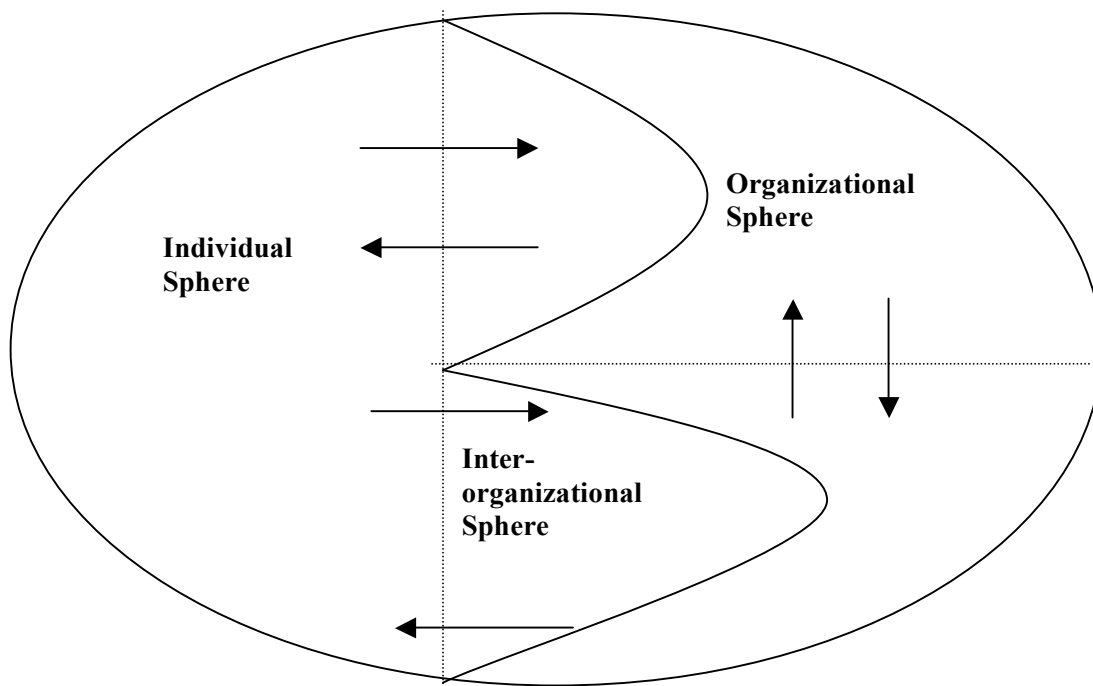 Organizational
Sphere
Individual
Sphere
Inter-
organizational
Sphere